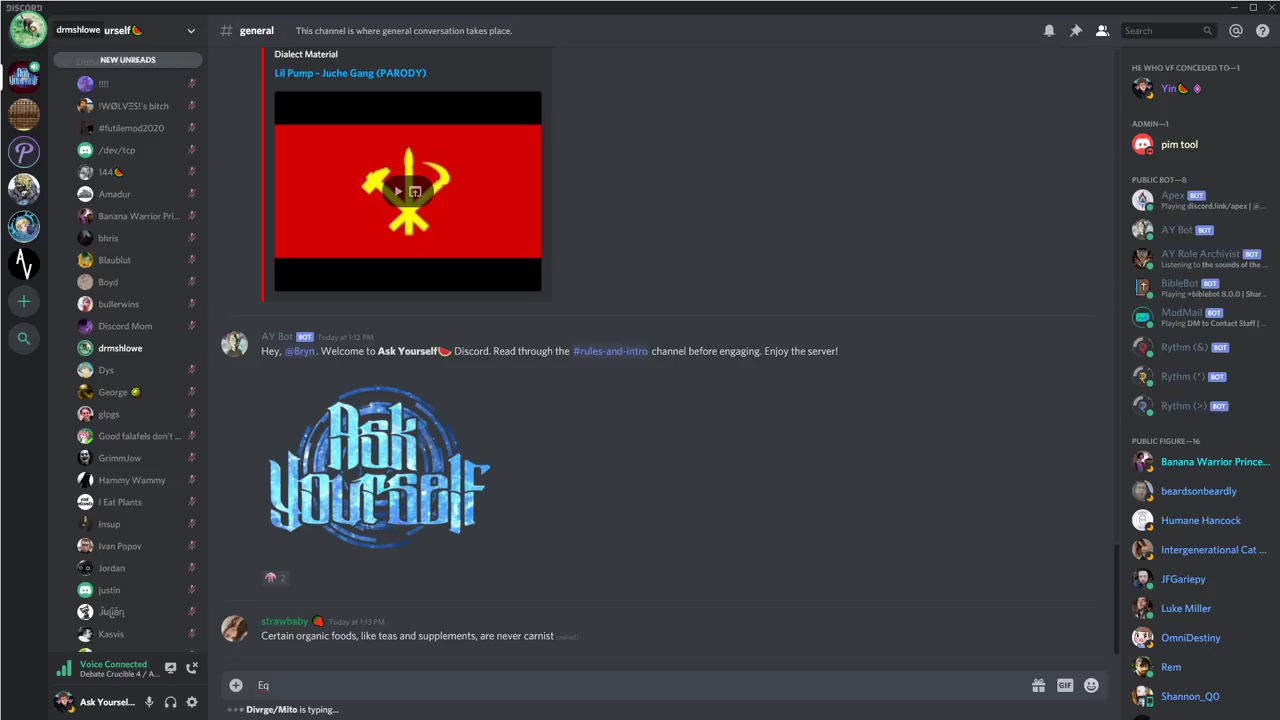 DISCORD
drmshlowe urself🍉
# general
This channel is where general conversation takes place.
Search
NEW UNREADS
!!!!
!WØLVΞS!'s bitch
#futilemod2020
/dev/tcp
144🍉
Amadur
Banana Warrior Pri...
bhris
Blaublut
Boyd
bullerwins
Discord Mom
drmshlowe
Dys
George 🥝
glpgs
Good falafels don't ...
GrimmJow
Hammy Wammy
I Eat Plants
Insup
Ivan Popov
Jordan
justin
Kasvis
Voice Connected
Debate Crucible 4 / A...
Ask Yoursel...
Dialect Material
Lil Pump - Juche Gang (PARODY)
AY Bot BOT Today at 1:12 PM
Hey, @Bryn. Welcome to Ask Yourself🍉 Discord. Read through the #rules-and-intro channel before engaging. Enjoy the server!
Ask
Yourself
2
strawbaby 🍓 Today at 1:13 PM
Certain organic foods, like teas and supplements, are never carnist (edited)
Eq
GIF
Divrge/Mito is typing...
HE WHO VF CONCEDED TO—1
Yin🍉
ADMIN—1
pim tool
PUBLIC BOT—8
Apex BOT
Playing discord.link/apex | @...
AY Bot BOT
AY Role Archivist BOT
Listening to the sounds of the ...
BibleBot BOT
Playing +biblebot 8.0.0 | Shar...
ModMail BOT
Playing DM to Contact Staff | ...
Rythm (&) BOT
Rythm (*) BOT
Rythm (>) BOT
PUBLIC FIGURE—16
Banana Warrior Prince...
beardsonbeardly
Humane Hancock
Intergenerational Cat ...
JFGariepy
Luke Miller
OmniDestiny
Rem
Shannon_Q0